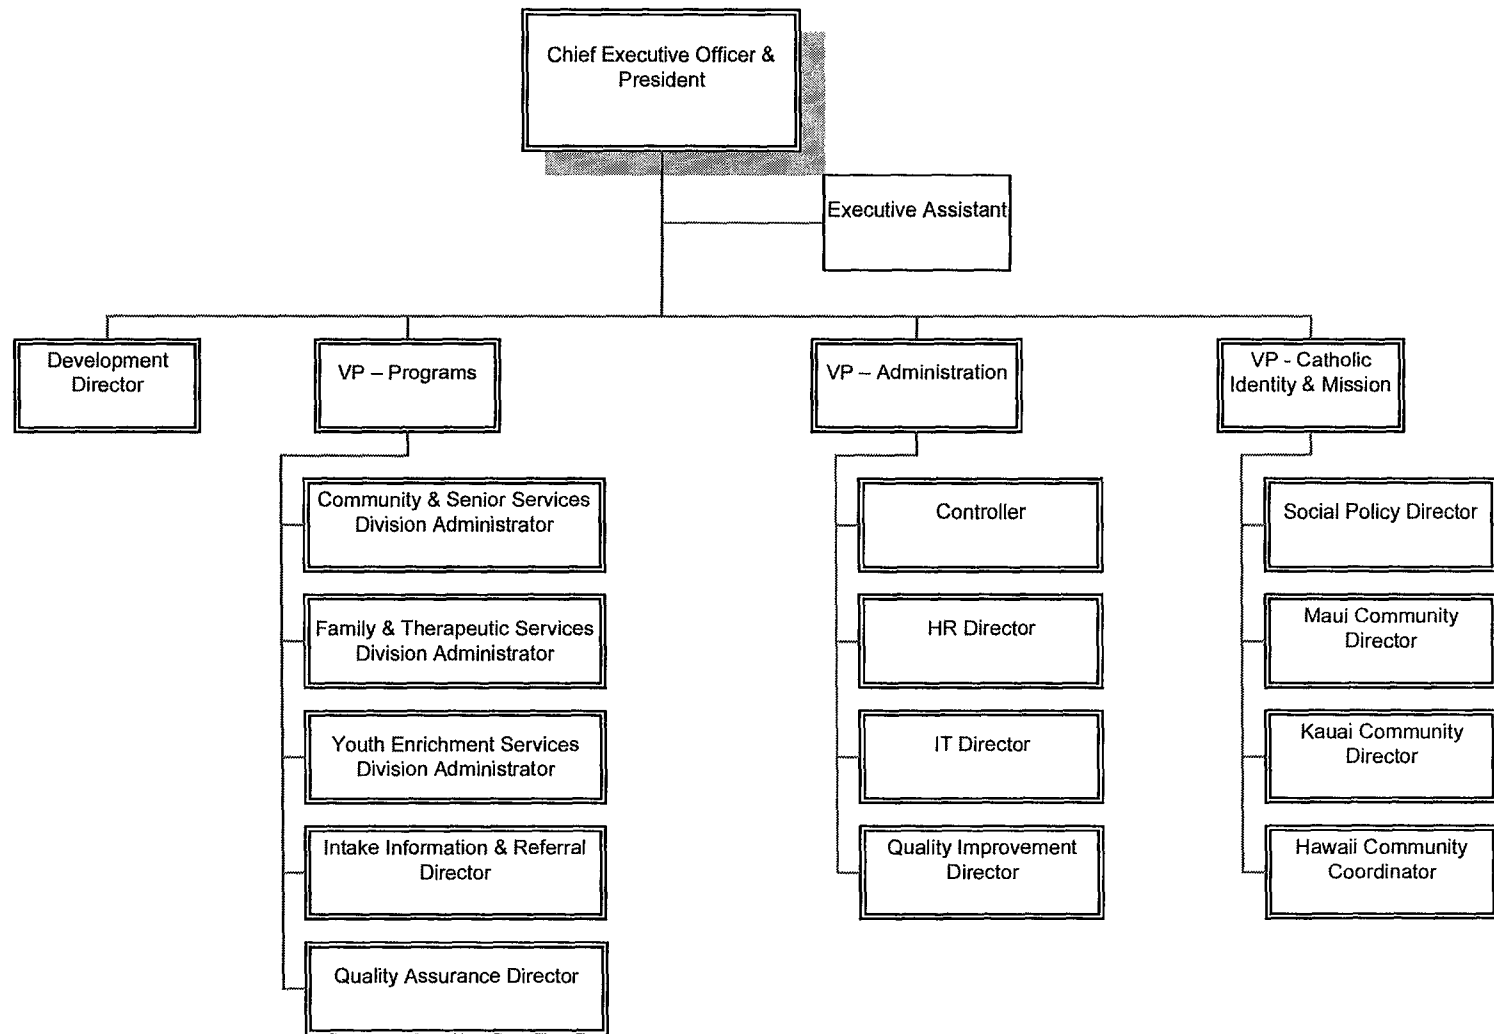 Chief Executive Officer &
President
Executive Assistant
Development
Director
VP – Programs
VP – Administration
VP - Catholic
Identity & Mission
Community & Senior Services
Division Administrator
Family & Therapeutic Services
Division Administrator
Youth Enrichment Services
Division Administrator
Intake Information & Referral
Director
Quality Assurance Director
Controller
HR Director
IT Director
Quality Improvement
Director
Social Policy Director
Maui Community
Director
Kauai Community
Director
Hawaii Community
Coordinator